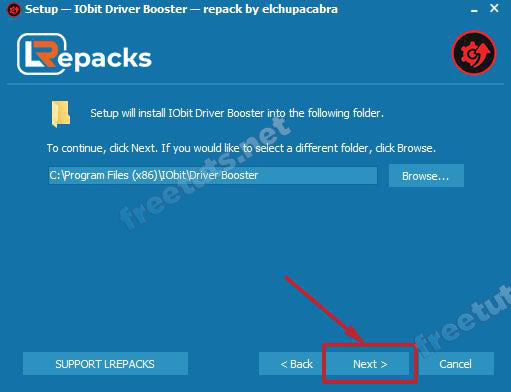 Setup — IObit Driver Booster — repack by elchupacabra
LRepacks
Setup will install IObit Driver Booster into the following folder.
To continue, click Next. If you would like to select a different folder, click Browse.
C:\Program Files (x86)\IObit\Driver Booster
Browse...
freetuts.net
freetut
SUPPORT LREPACKS
< Back
Next >
Cancel